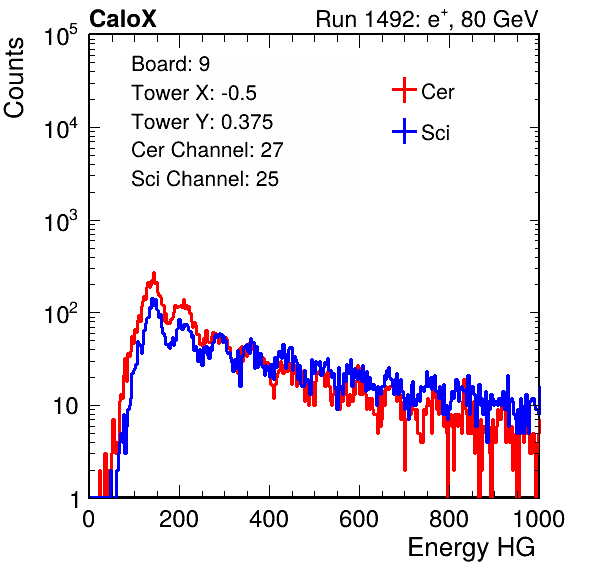 CaloX Run 1492: e⁺, 80 GeV
Counts
10⁵
10⁴
10³
10²
10
1
Board: 9
Tower X: -0.5
Tower Y: 0.375
Cer Channel: 27
Sci Channel: 25
Cer
Sci
0 200 400 600 800 1000
Energy HG